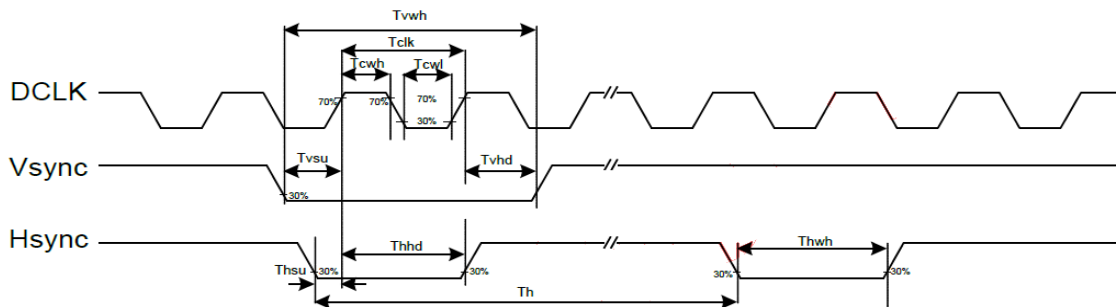 Tvwh
Tclk
Tcwh Tcwl
DCLK 70% 70% 70%
30%
Vsync Tvsu Tvhd
30%
Hsync Thhd Thwh
Thsu 30% 30% 30% 30%
Th